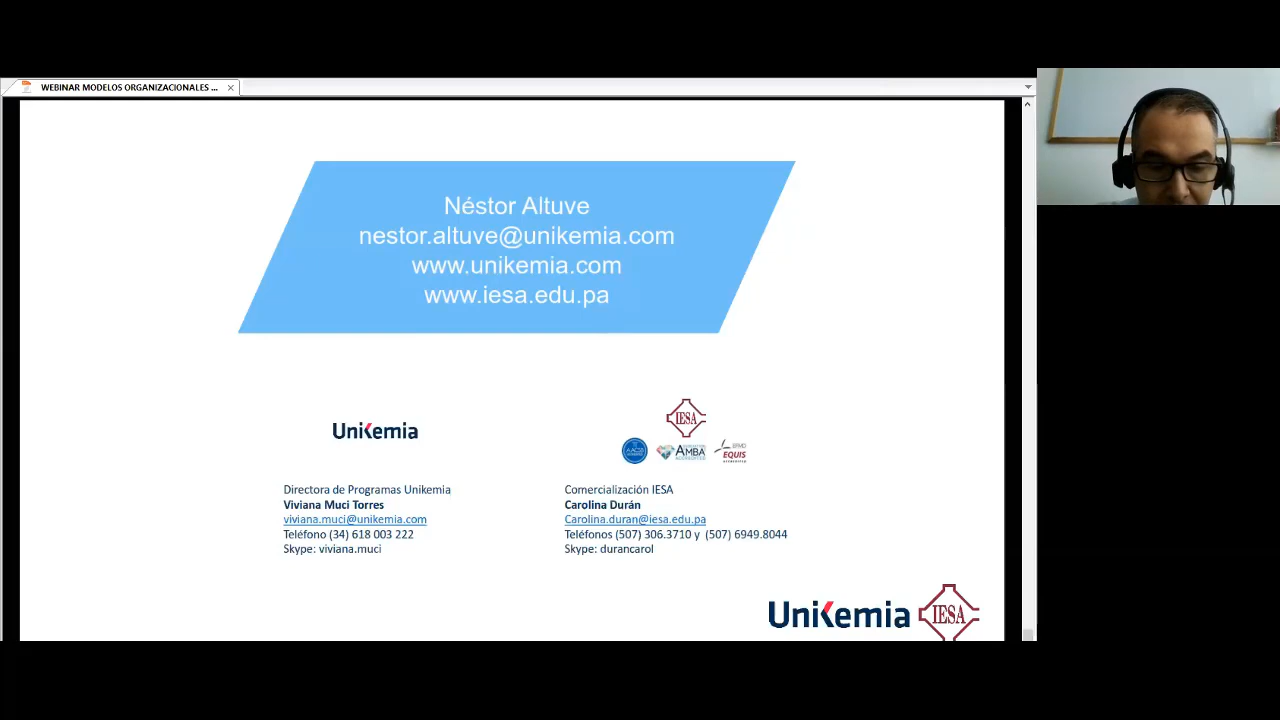 WEBINAR MODELOS ORGANIZACIONALES ...
Néstor Altuve
nestor.altuve@unikemia.com
www.unikemia.com
www.iesa.edu.pa
Unikemia
IESA
AMBA
EFMD
EQUIS
Directora de Programas Unikemia
Viviana Muci Torres
viviana.muci@unikemia.com
Teléfono (34) 618 003 222
Skype: viviana.muci
Comercialización IESA
Carolina Durán
Carolina.duran@iesa.edu.pa
Teléfonos (507) 306.3710 y (507) 6949.8044
Skype: durancarol
Unikemia
IESA